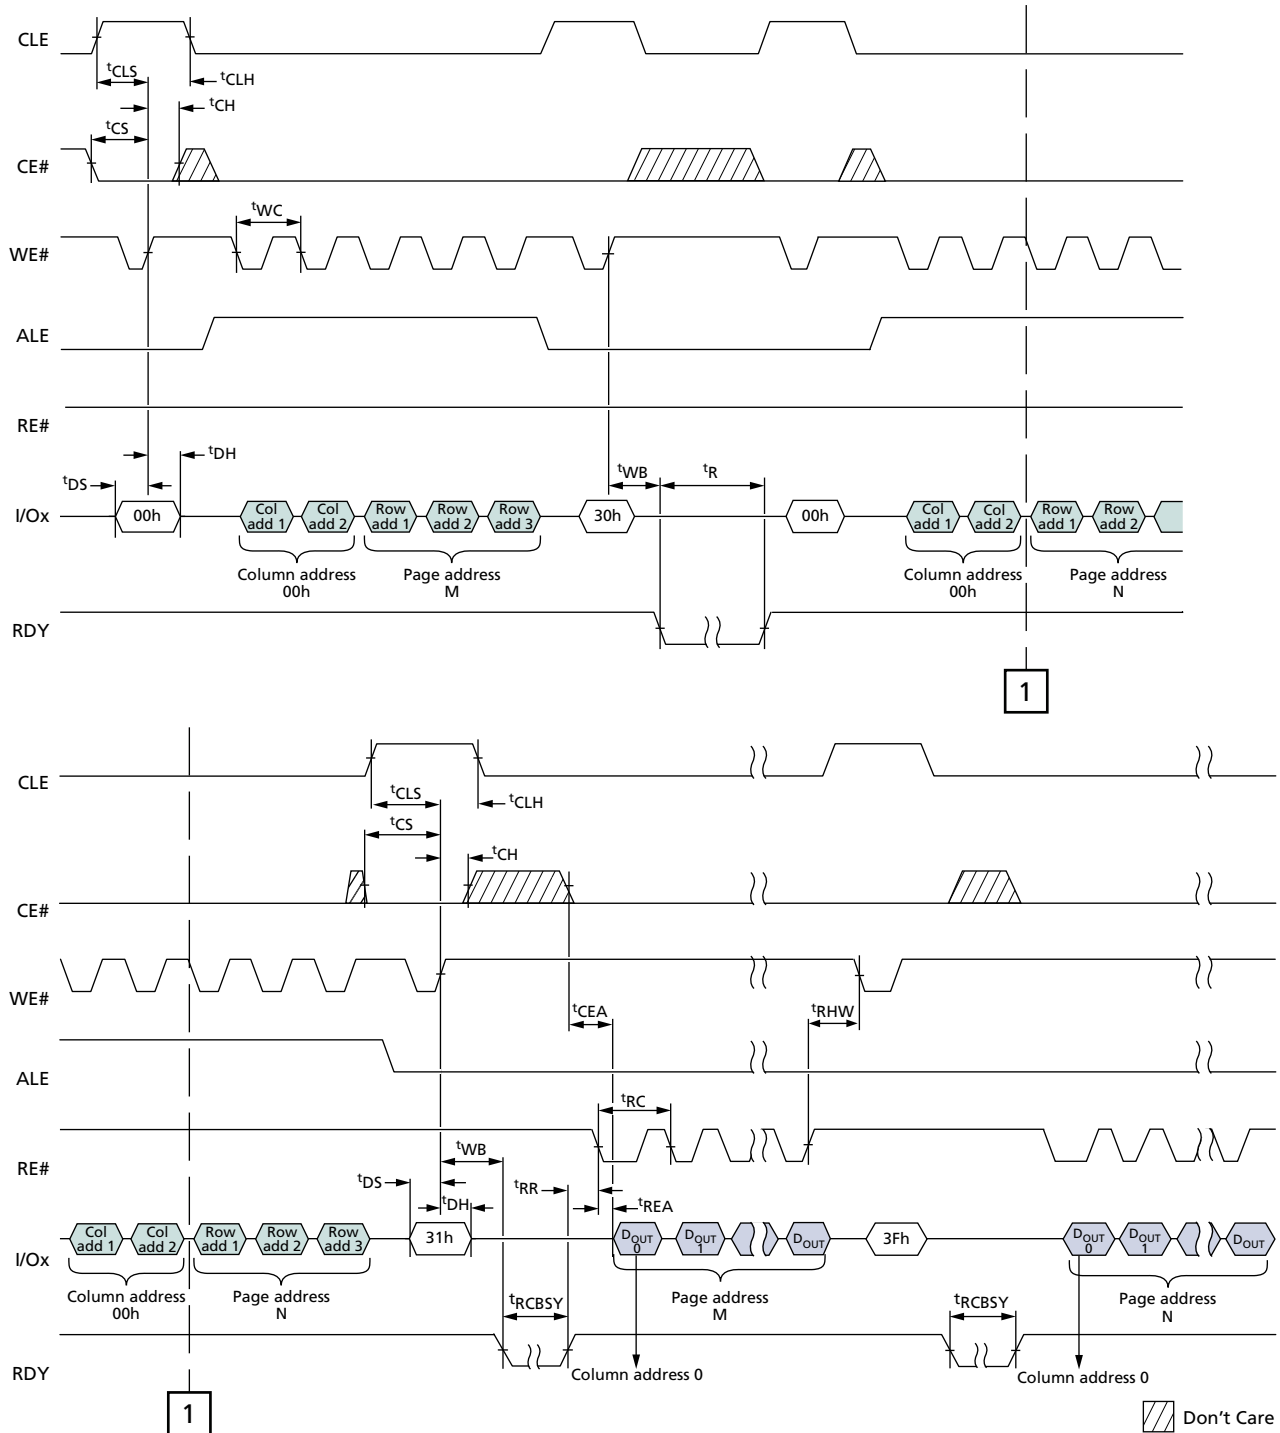 CLE
tCLS
tCLH
tCH
tCS
CE#
tWC
WE#
ALE
RE#
tDH
tDS
tWB
tR
I/Ox
00h
Col add 1
Col add 2
Row add 1
Row add 2
Row add 3
30h
00h
Col add 1
Col add 2
Row add 1
Row add 2
Column address
00h
Page address
M
Column address
00h
Page address
N
RDY
1
CLE
tCLS
tCLH
tCS
tCH
CE#
WE#
tCEA
tRHW
ALE
tRC
RE#
tWB
tDS
tRR
tDH
tREA
I/Ox
Col add 1
Col add 2
Row add 1
Row add 2
Row add 3
31h
DOUT 0
DOUT 1
DOUT
3Fh
DOUT 0
DOUT 1
DOUT
Column address
00h
Page address
N
tRCBSY
Page address
M
tRCBSY
Page address
N
RDY
Column address 0
Column address 0
1
Don't Care